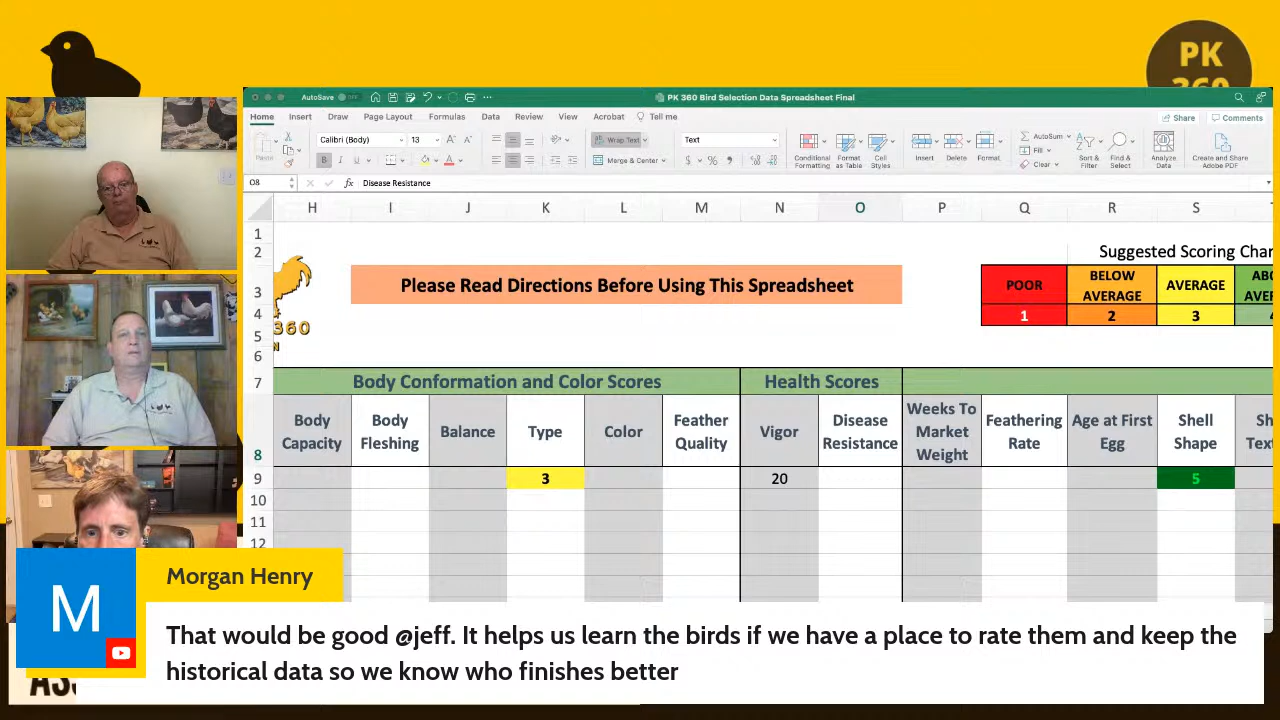 PK
360
AutoSave OFF
PK 360 Bird Selection Data Spreadsheet Final
Home Insert Draw Page Layout Formulas Data Review View Acrobat Tell me
Share Comments
Paste
Calibri (Body) 13
Wrap Text
Text
Merge & Center
Conditional Formatting
Format as Table
Cell Styles
Insert
Delete
Format
AutoSum
Fill
Clear
Sort & Filter
Find & Select
Analyze Data
Create and Share Adobe PDF
O8 fx Disease Resistance
H I J K L M N O P Q R S
1
2 Suggested Scoring Char
3 Please Read Directions Before Using This Spreadsheet POOR BELOW AVERAGE AVERAGE
4 1 2 3
5 360
6
7 Body Conformation and Color Scores Health Scores
8 Body Capacity Body Fleshing Balance Type Color Feather Quality Vigor Disease Resistance Weeks To Market Weight Feathering Rate Age at First Egg Shell Shape
9 3 20 5
10
11
12
M
Morgan Henry
That would be good @jeff. It helps us learn the birds if we have a place to rate them and keep the
historical data so we know who finishes better